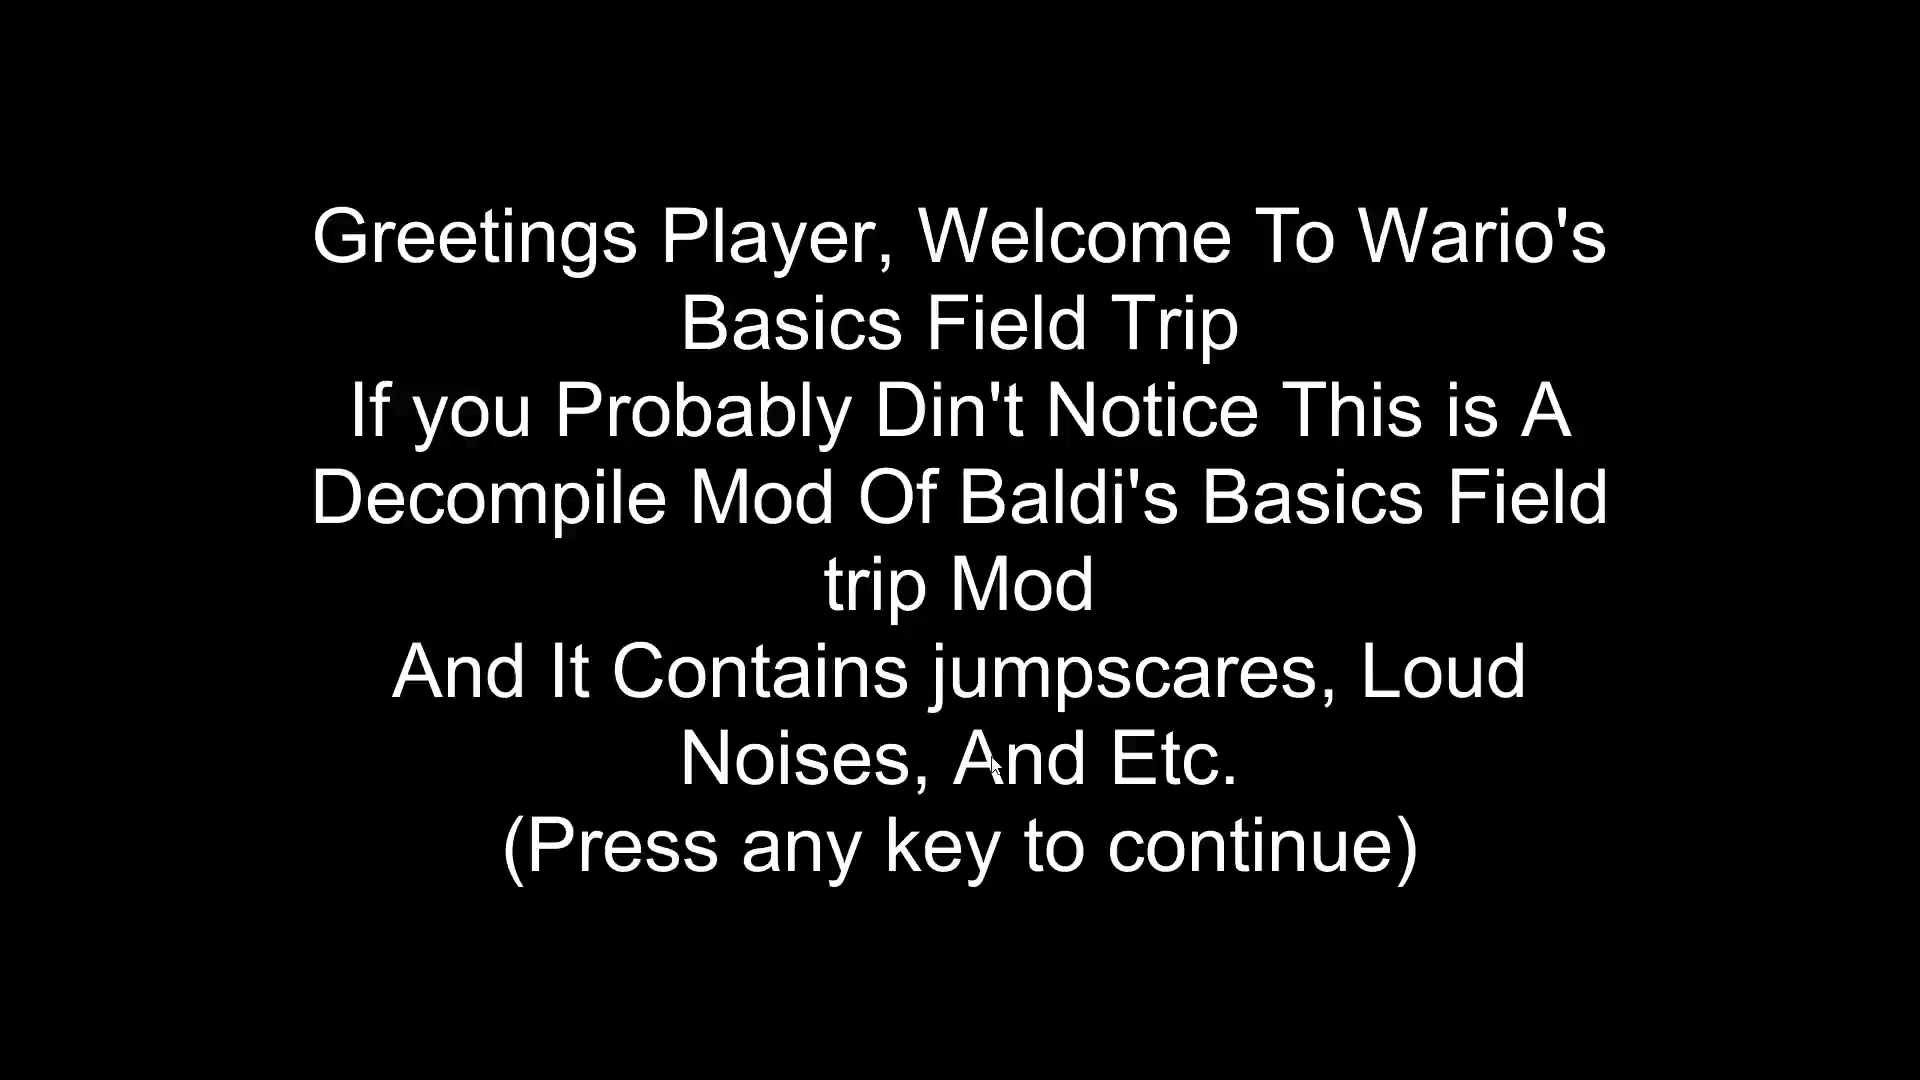 Greetings Player, Welcome To Wario's
Basics Field Trip
If you Probably Din't Notice This is A
Decompile Mod Of Baldi's Basics Field
trip Mod
And It Contains jumpscares, Loud
Noises, And Etc.
(Press any key to continue)